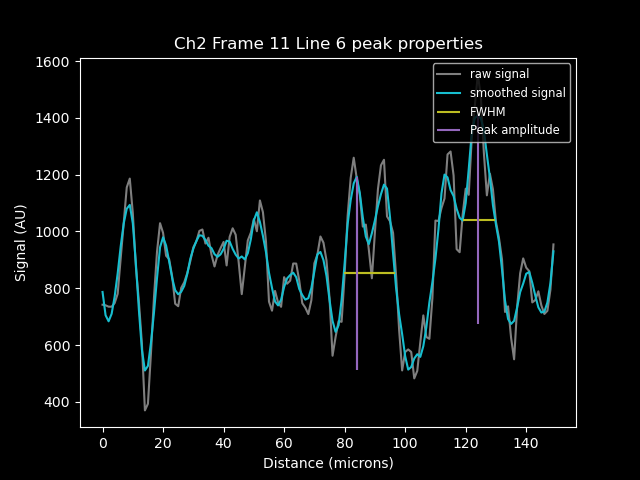 Ch2 Frame 11 Line 6 peak properties
raw signal
smoothed signal
FWHM
Peak amplitude
Signal (AU)
1600
1400
1200
1000
800
600
400
0 20 40 60 80 100 120 140
Distance (microns)